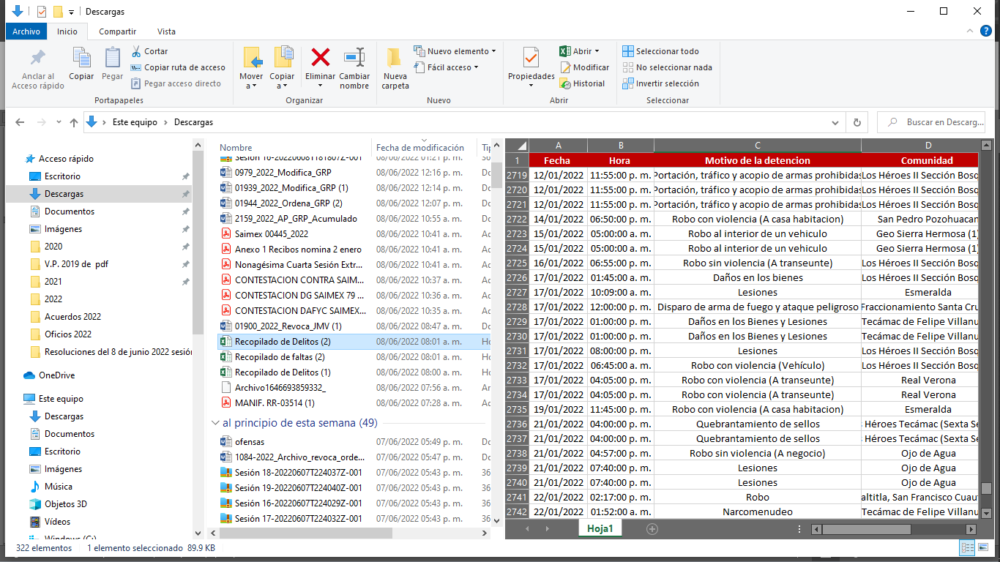 Descargas
Archivo Inicio Compartir Vista
Anclar al Acceso rápido
Copiar
Pegar
Cortar
Copiar ruta de acceso
Pegar acceso directo
Portapapeles
Mover a
Copiar a
Eliminar
Cambiar nombre
Organizar
Nueva carpeta
Nuevo elemento
Fácil acceso
Nuevo
Propiedades
Abrir
Modificar
Historial
Abrir
Seleccionar todo
No seleccionar nada
Invertir selección
Seleccionar
Este equipo Descargas
Buscar en Descarg...
Acceso rápido
Escritorio
Descargas
Documentos
Imágenes
2020
V.P. 2019 de pdf
2021
2022
Acuerdos 2022
Oficios 2022
Resoluciones del 8 de junio 2022 sesión
OneDrive
Este equipo
Descargas
Documentos
Escritorio
Imágenes
Música
Objetos 3D
Vídeos
Windows (C:)
Nombre Fecha de modificación Tip
Sesión 16-20220608T181807Z-001 08/06/2022 01:21 p. m. 36
0979_2022_Modifica_GRP 08/06/2022 12:16 p. m. Do
01939_2022_Modifica_GRP (1) 08/06/2022 12:14 p. m. Do
01944_2022_Ordena_GRP (2) 08/06/2022 12:07 p. m. Do
2159_2022_AP_GRP_Acumulado 08/06/2022 10:55 a. m. Do
Saimex 00445_2022 08/06/2022 10:41 a. m. Ad
Anexo 1 Recibos nomina 2 enero 08/06/2022 10:41 a. m. Ad
Nonagésima Cuarta Sesión Extr... 08/06/2022 10:41 a. m. Ad
CONTESTACION CONTRA SAIM... 08/06/2022 10:37 a. m. Ad
CONTESTACION DG SAIMEX 79 ... 08/06/2022 10:36 a. m. Ad
CONTESTACION DAFYC SAIMEX... 08/06/2022 10:35 a. m. Ad
01900_2022_Revoca_JMV (1) 08/06/2022 08:47 a. m. Do
Recopilado de Delitos (2) 08/06/2022 08:01 a. m. Ho
Recopilado de faltas (2) 08/06/2022 08:01 a. m. Ho
Recopilado de Delitos (1) 08/06/2022 08:00 a. m. Ho
Archivo1646693859332_ 08/06/2022 07:56 a. m. Ar
MANIF. RR-03514 (1) 08/06/2022 07:28 a. m. Ad
al principio de esta semana (49)
ofensas 07/06/2022 05:49 p. m. Do
1084-2022_Archivo_revoca_orde... 07/06/2022 05:43 p. m. Do
Sesión 18-20220607T224037Z-001 07/06/2022 05:43 p. m. 36
Sesión 19-20220607T224040Z-001 07/06/2022 05:43 p. m. 36
Sesión 16-20220607T224029Z-001 07/06/2022 05:43 p. m. 36
Sesión 17-20220607T224032Z-001 07/06/2022 05:43 p. m. 36
A B C D
1 Fecha Hora Motivo de la detencion Comunidad
2719 12/01/2022 11:55:00 p. m. Portación, tráfico y acopio de armas prohibidas Los Héroes II Sección Bosq
2720 12/01/2022 11:55:00 p. m. Portación, tráfico y acopio de armas prohibidas Los Héroes II Sección Bosq
2721 12/01/2022 11:55:00 p. m. Portación, tráfico y acopio de armas prohibidas Los Héroes II Sección Bosq
2722 14/01/2022 06:50:00 p. m. Robo con violencia (A casa habitacion) San Pedro Pozohuacan
2723 15/01/2022 05:00:00 a. m. Robo al interior de un vehiculo Geo Sierra Hermosa (1)
2724 15/01/2022 05:00:00 a. m. Robo al interior de un vehiculo Geo Sierra Hermosa (1)
2725 16/01/2022 06:55:00 p. m. Robo sin violencia (A transeunte) Los Héroes II Sección Bosq
2726 17/01/2022 01:45:00 a. m. Daños en los bienes Los Héroes II Sección Bosq
2727 17/01/2022 10:09:00 a. m. Lesiones Esmeralda
2728 17/01/2022 12:00:00 p. m. Disparo de arma de fuego y ataque peligroso Fraccionamiento Santa Cru
2729 17/01/2022 01:00:00 p. m. Daños en los Bienes y Lesiones Tecámac de Felipe Villanu
2730 17/01/2022 01:00:00 p. m. Daños en los Bienes y Lesiones Tecámac de Felipe Villanu
2731 17/01/2022 08:00:00 p. m. Lesiones Los Héroes II Sección Bosq
2732 17/01/2022 06:45:00 a. m. Robo con violencia (Vehículo) Los Héroes II Sección Bosq
2733 17/01/2022 04:05:00 p. m. Robo con violencia (A transeunte) Real Verona
2734 17/01/2022 04:05:00 p. m. Robo con violencia (A transeunte) Real Verona
2735 19/01/2022 11:45:00 p. m. Robo con violencia (A casa habitacion) Esmeralda
2736 21/01/2022 04:00:00 p. m. Quebrantamiento de sellos s Héroes Tecámac (Sexta Se
2737 21/01/2022 04:00:00 p. m. Quebrantamiento de sellos s Héroes Tecámac (Sexta Se
2738 21/01/2022 04:57:00 p. m. Robo sin violencia (A negocio) Ojo de Agua
2739 21/01/2022 07:40:00 p. m. Lesiones Ojo de Agua
2740 21/01/2022 07:40:00 p. m. Lesiones Ojo de Agua
2741 22/01/2022 02:17:00 p. m. Robo altitla, San Francisco Cuau
2742 22/01/2022 01:52:00 a. m. Narcomenudeo Tecámac de Felipe Villanu
Hoja1
322 elementos 1 elemento seleccionado 89.9 KB